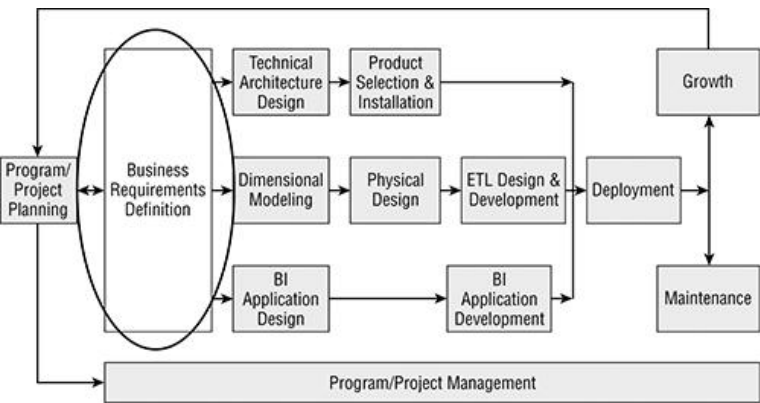 Technical
Architecture
Design
Product
Selection &
Installation
Growth
Program/
Project
Planning
Business
Requirements
Definition
Dimensional
Modeling
Physical
Design
ETL Design &
Development
Deployment
BI
Application
Design
BI
Application
Development
Maintenance
Program/Project Management